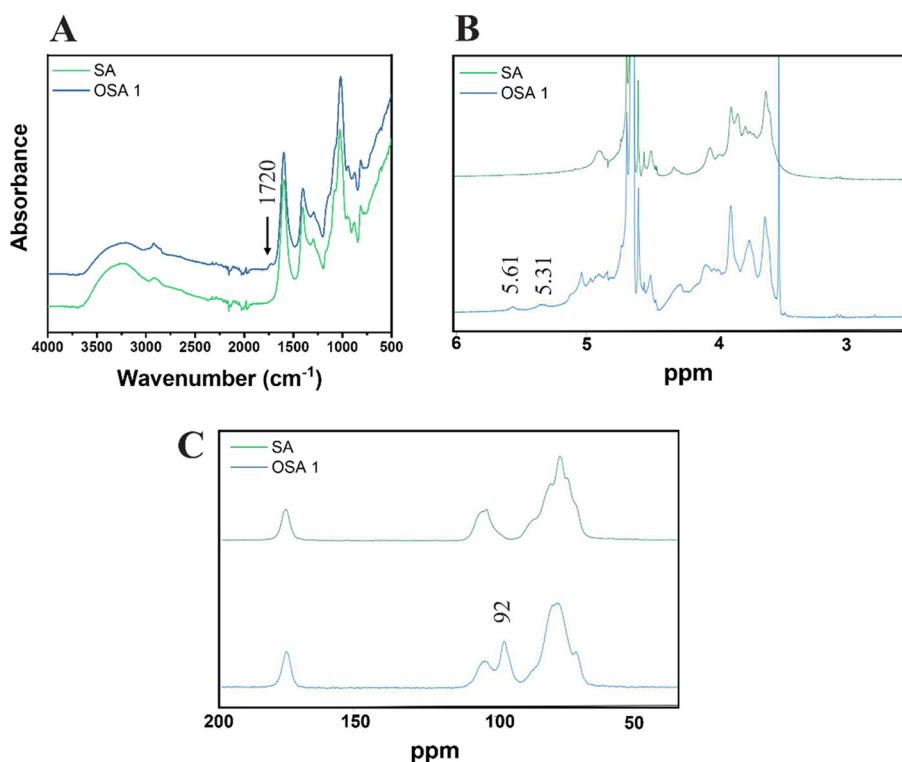 A
SA
OSA 1
1720
Absorbance
4000 3500 3000 2500 2000 1500 1000 500
Wavenumber (cm⁻¹)
B
SA
OSA 1
5.61
5.31
6 5 4 3
ppm
C
SA
OSA 1
92
200 150 100 50
ppm